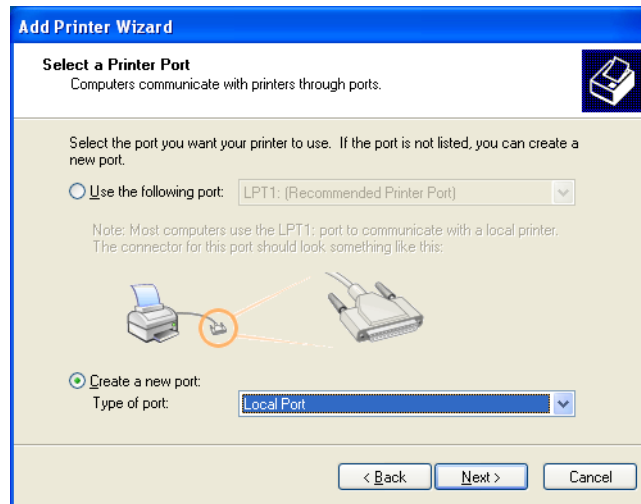 Add Printer Wizard
Select a Printer Port
Computers communicate with printers through ports.
Select the port you want your printer to use. If the port is not listed, you can create a
new port.
Use the following port: LPT1: (Recommended Printer Port)
Note: Most computers use the LPT1: port to communicate with a local printer.
The connector for this port should look something like this:
Create a new port:
Type of port: Local Port
< Back Next > Cancel